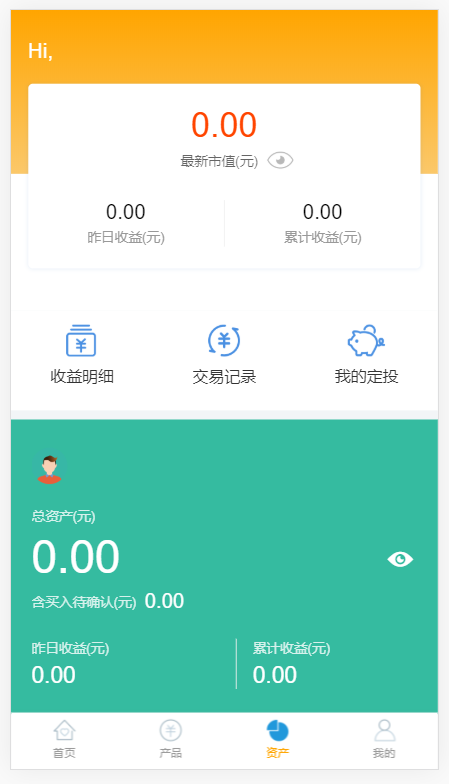 Hi,
0.00
最新市值(元)
0.00 0.00
昨日收益(元) 累计收益(元)
收益明细 交易记录 我的定投
总资产(元)
0.00
含买入待确认(元) 0.00
昨日收益(元) 累计收益(元)
0.00 0.00
首页 产品 资产 我的